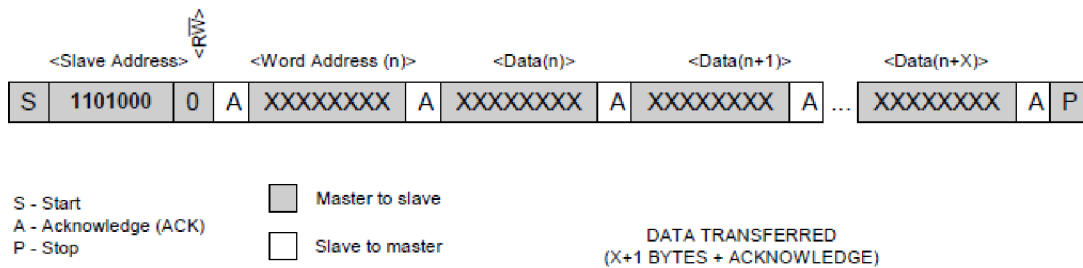 <RW̅>
<Slave Address> <Word Address (n)> <Data(n)> <Data(n+1)> <Data(n+X)>
S 1101000 0 A XXXXXXXX A XXXXXXXX A XXXXXXXX A ... XXXXXXXX A P
S - Start
A - Acknowledge (ACK)
P - Stop
Master to slave
Slave to master
DATA TRANSFERRED
(X+1 BYTES + ACKNOWLEDGE)